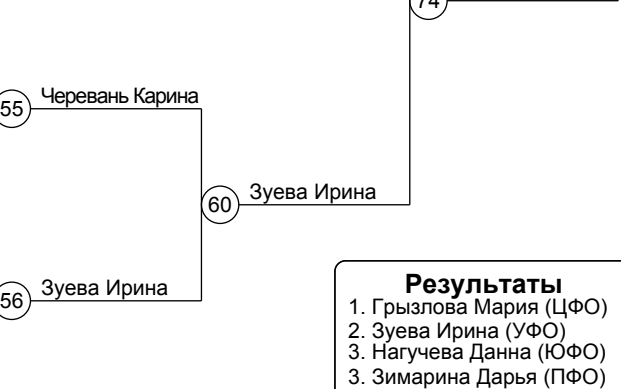 74
Черевань Карина
55
Зуева Ирина
60
Зуева Ирина
56
Результаты
1. Грызлова Мария (ЦФО)
2. Зуева Ирина (УФО)
3. Нагучева Данна (ЮФО)
3. Зимарина Дарья (ПФО)